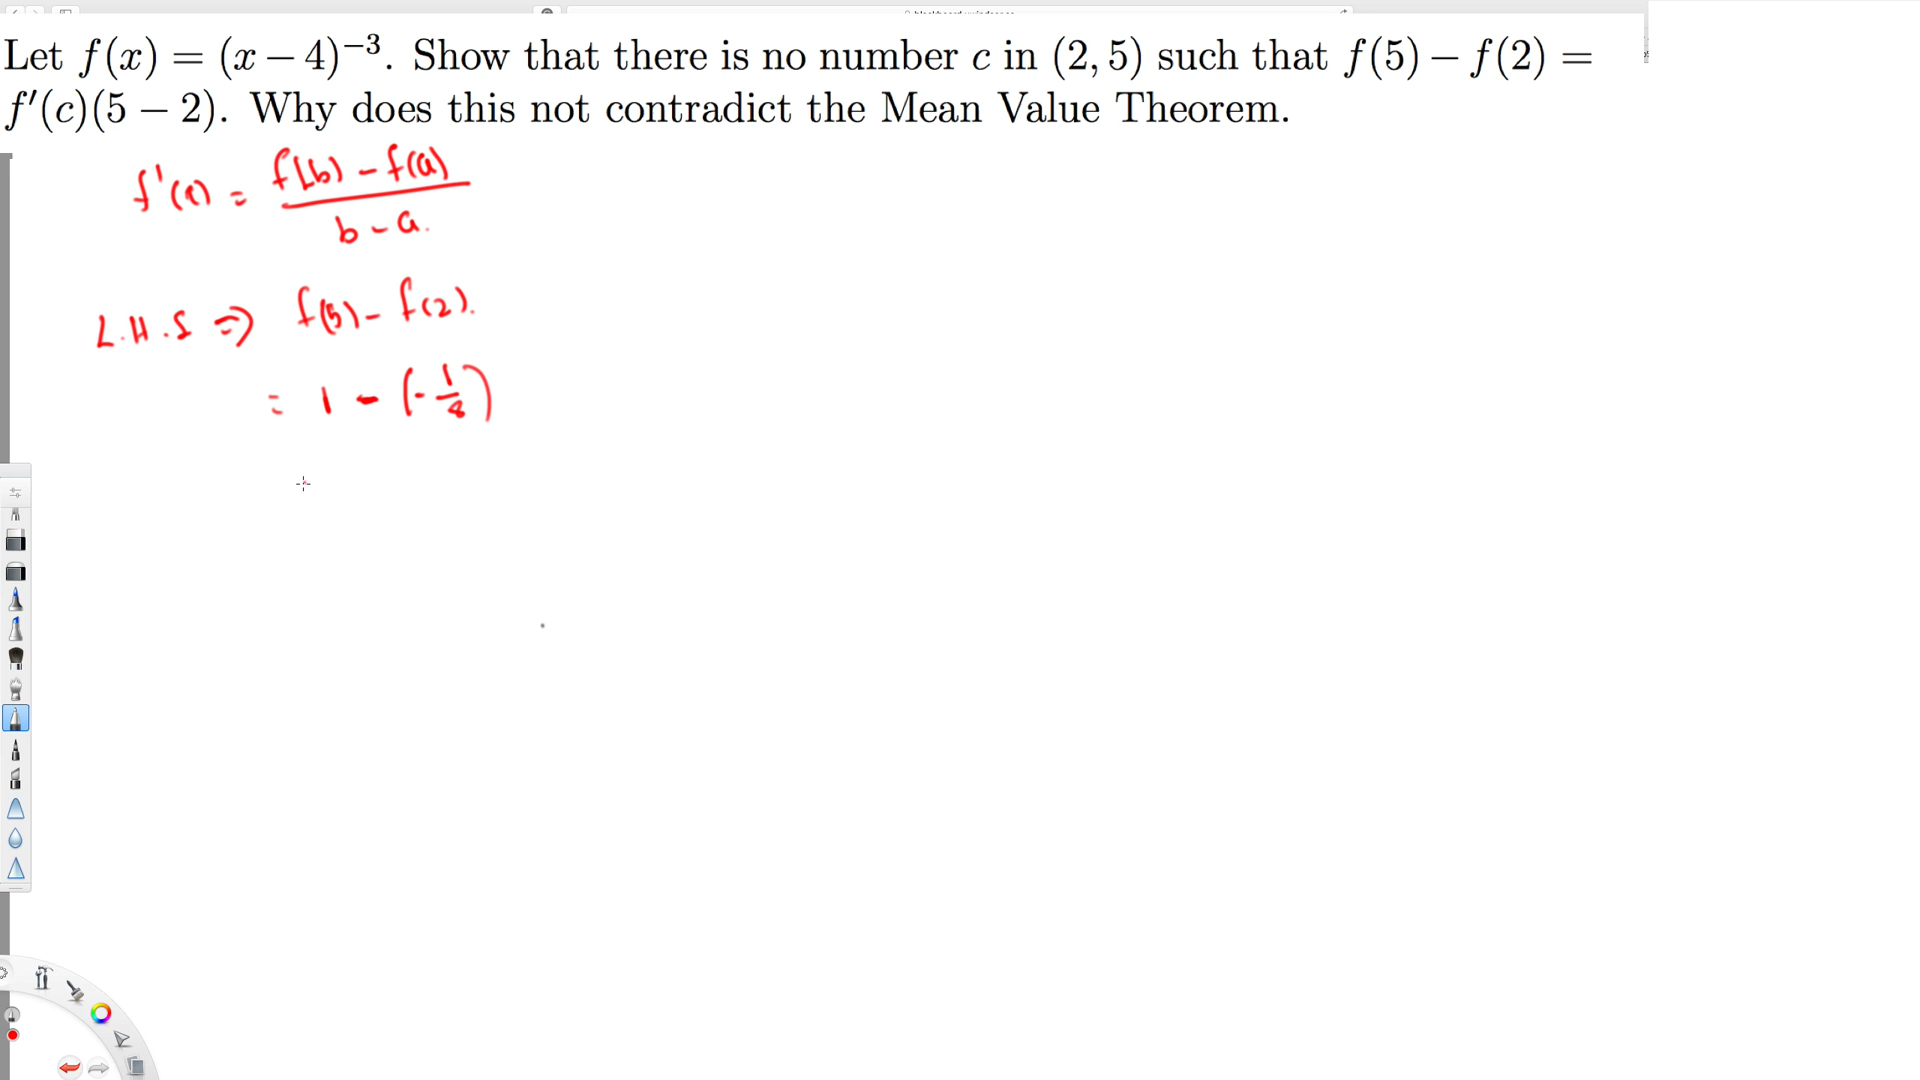 Let f(x) = (x − 4)⁻³. Show that there is no number c in (2, 5) such that f(5) − f(2) =
f′(c)(5 − 2). Why does this not contradict the Mean Value Theorem.
f'(c) = f(b) - f(a)
b - a.
L.H.S ⇒ f(5) - f(2).
= 1 - (-1/8)